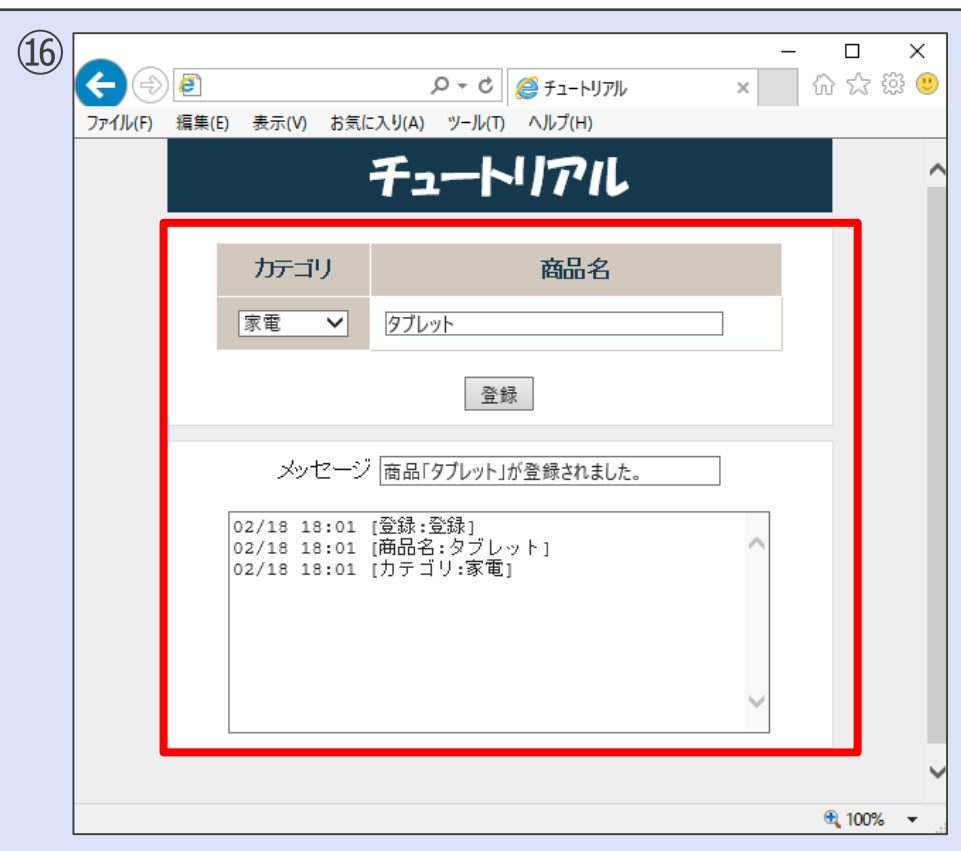 ⑯
チュートリアル
ファイル(F) 編集(E) 表示(V) お気に入り(A) ツール(T) ヘルプ(H)
チュートリアル
カテゴリ 商品名
家電 タブレット
登録
メッセージ 商品「タブレット」が登録されました。
02/18 18:01 [登録:登録]
02/18 18:01 [商品名:タブレット]
02/18 18:01 [カテゴリ:家電]
100%